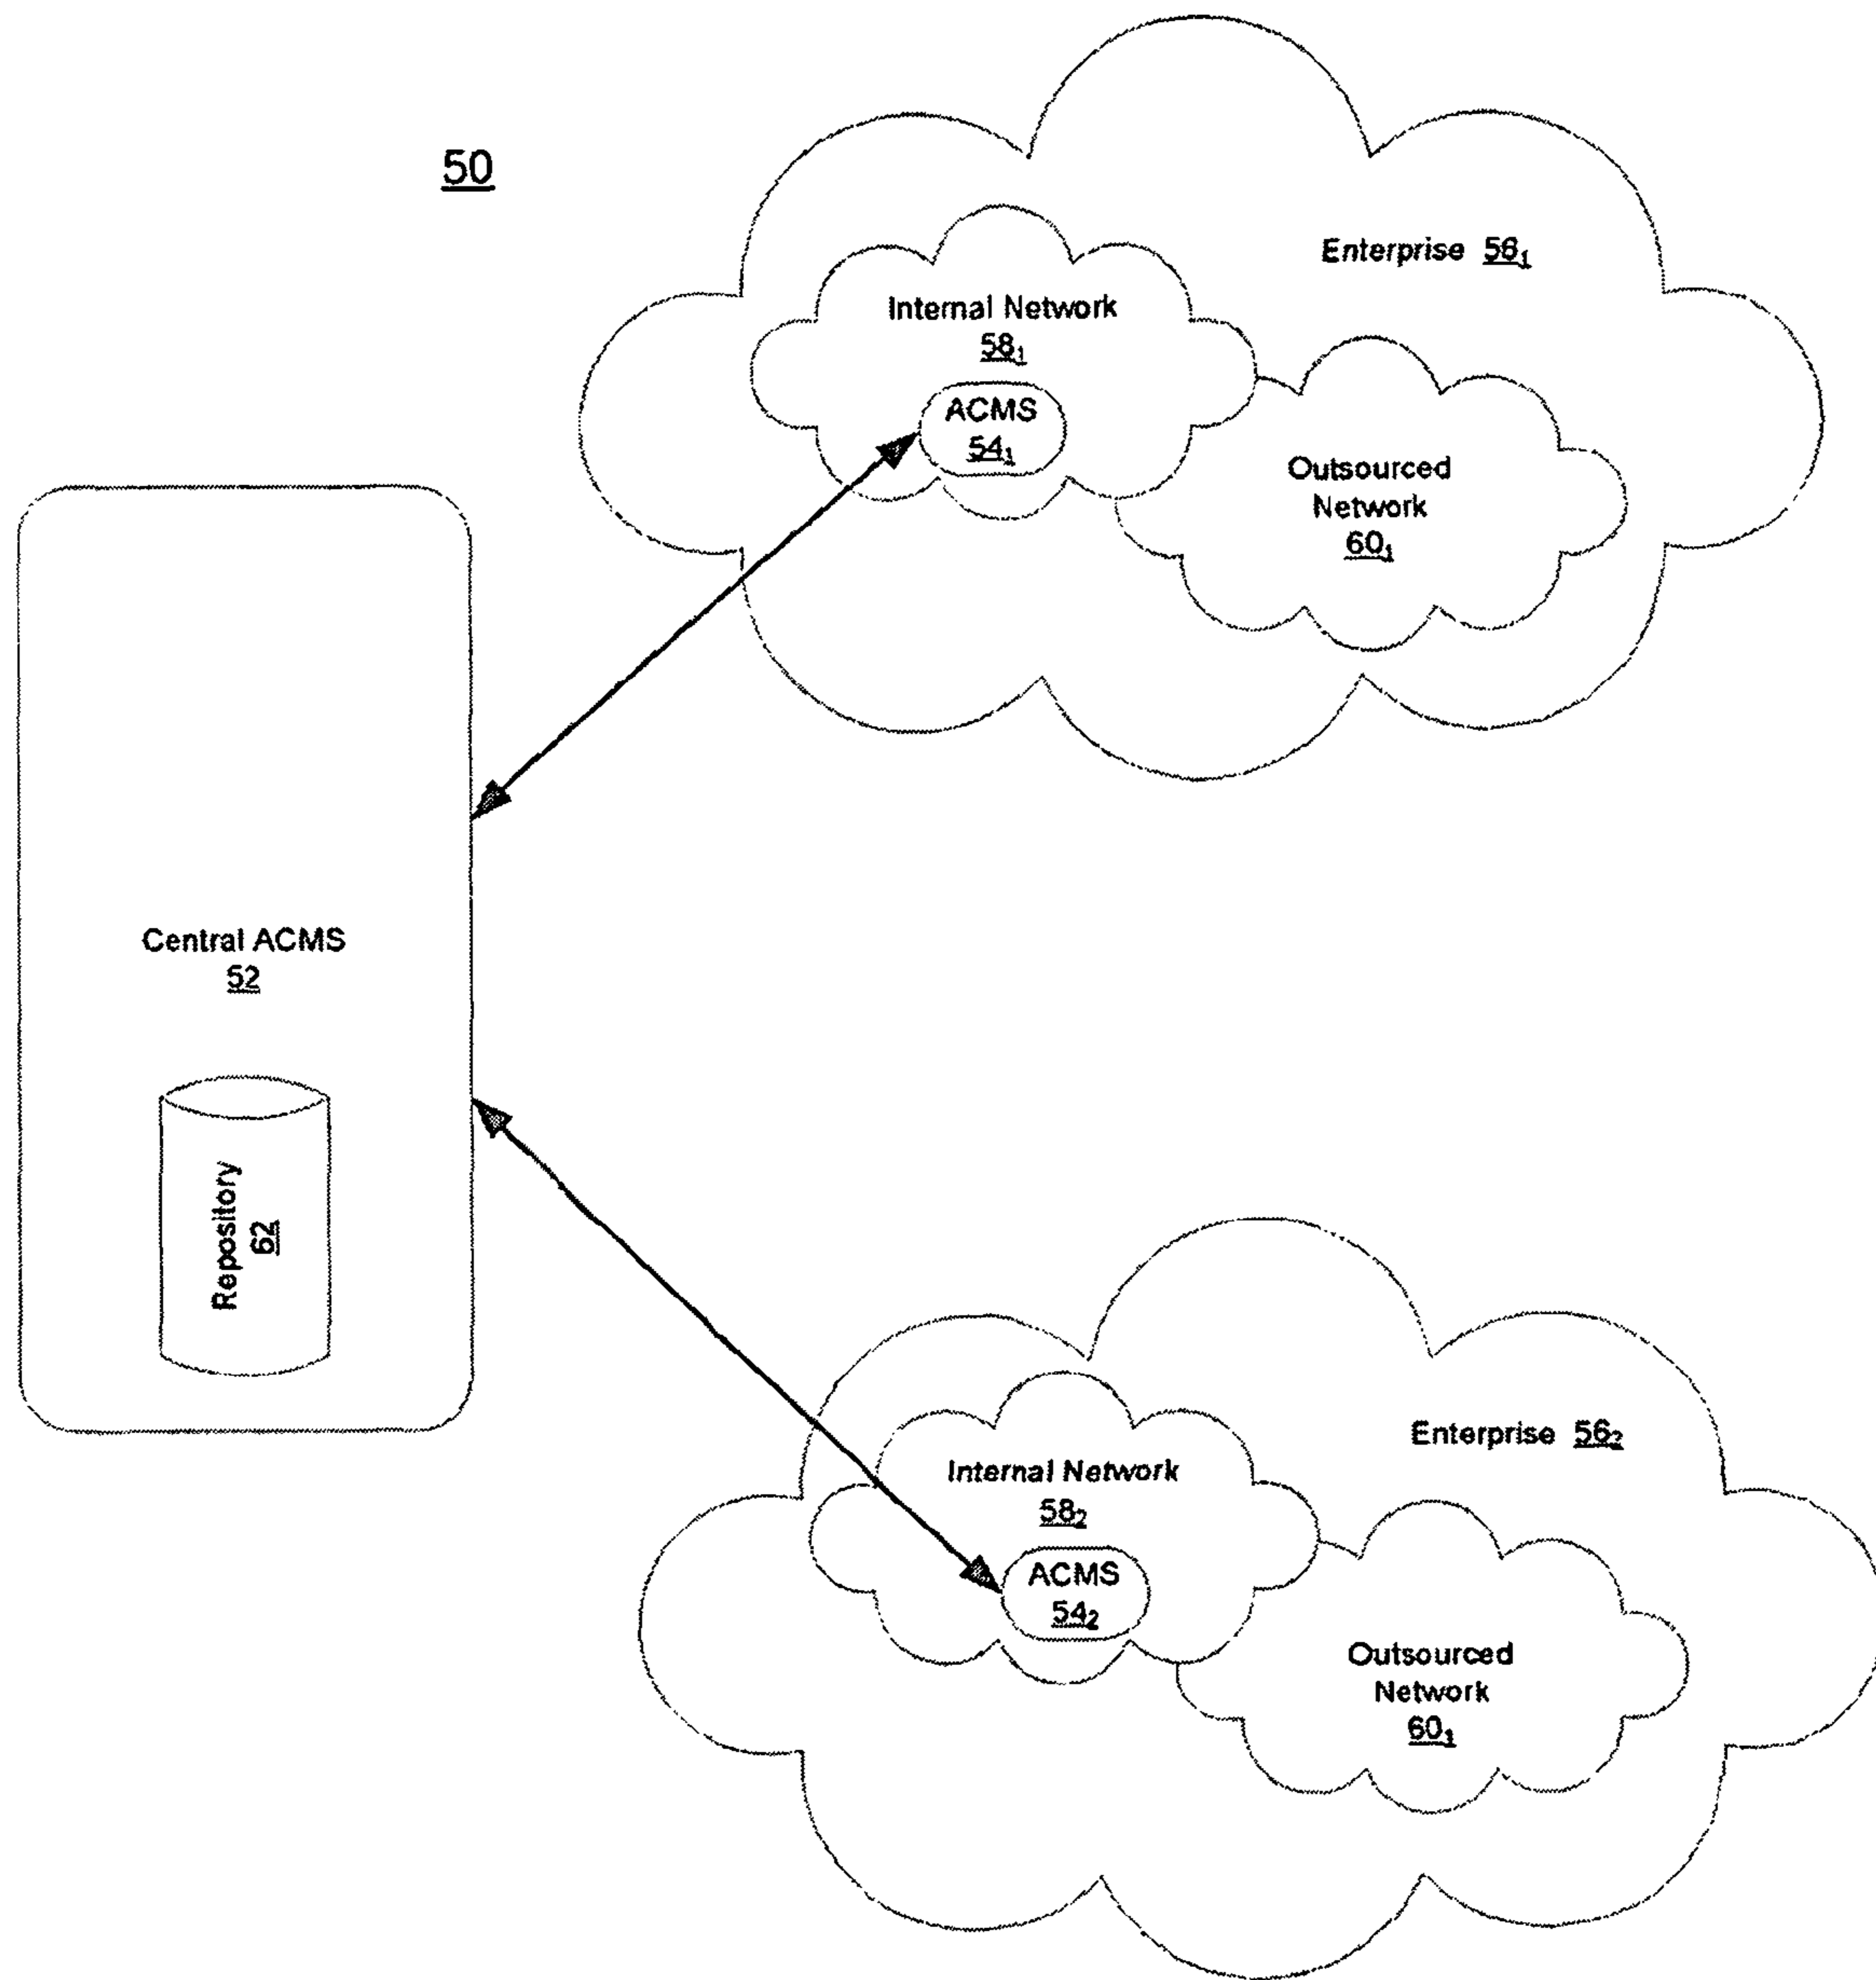 50
Enterprise 56₁
Internal Network
58₁
ACMS
54₁
Outsourced
Network
60₁
Central ACMS
52
Repository
62
Enterprise 56₂
Internal Network
58₂
ACMS
54₂
Outsourced
Network
60₁